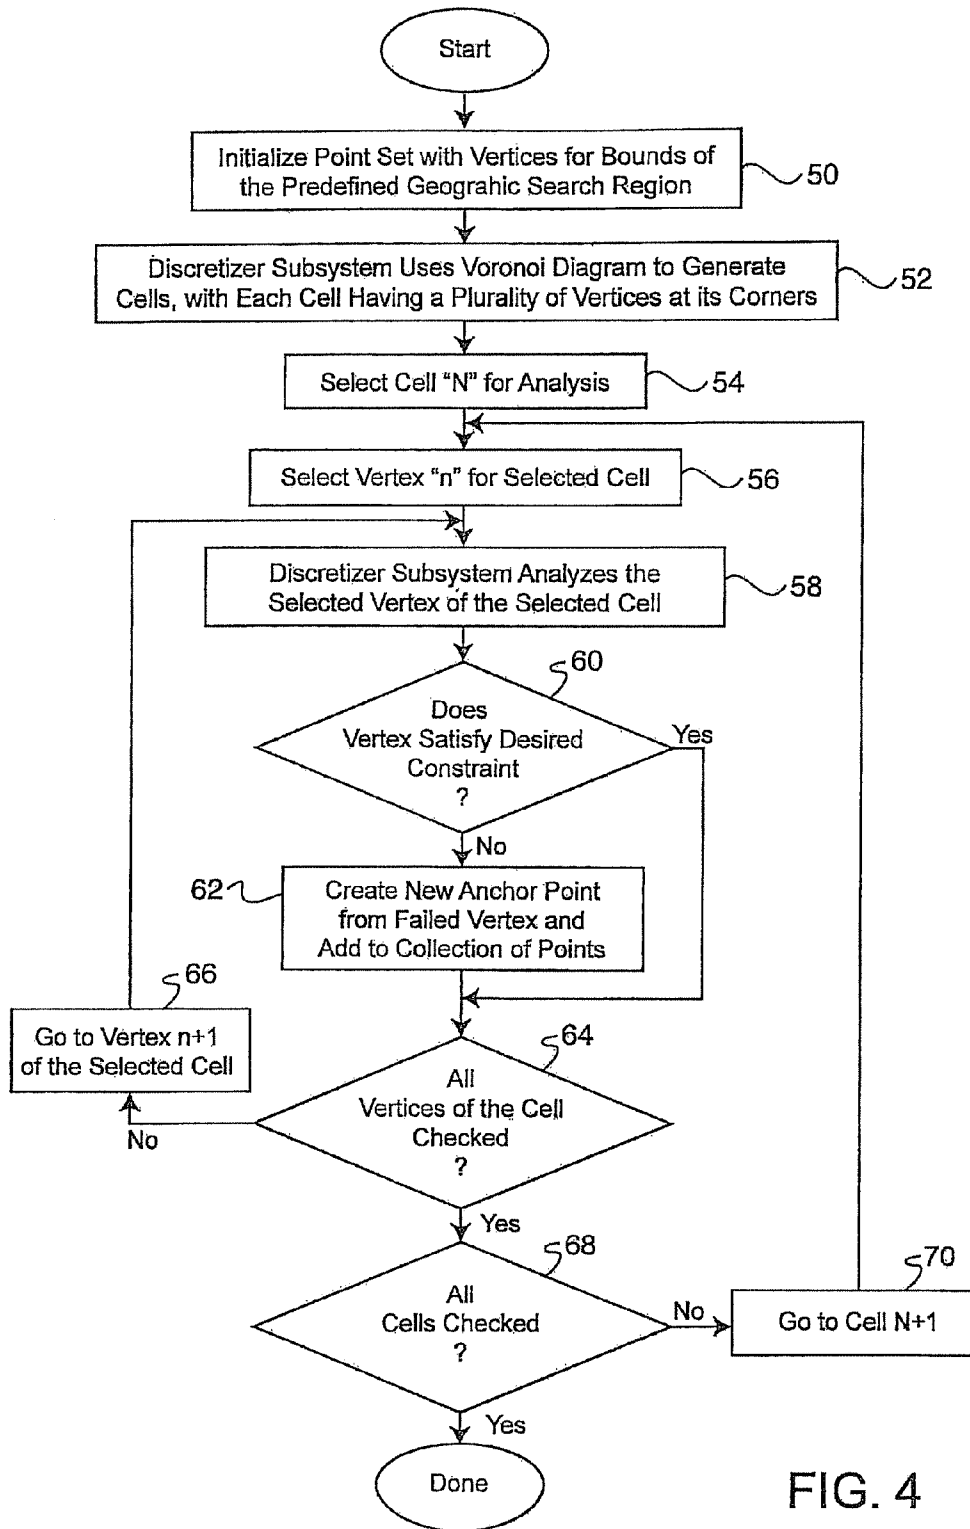 Start
Initialize Point Set with Vertices for Bounds of
the Predefined Geograhic Search Region
50
Discretizer Subsystem Uses Voronoi Diagram to Generate
Cells, with Each Cell Having a Plurality of Vertices at its Corners
52
Select Cell "N" for Analysis
54
Select Vertex "n" for Selected Cell
56
Discretizer Subsystem Analyzes the
Selected Vertex of the Selected Cell
58
60
Does
Vertex Satisfy Desired
Constraint
?
Yes
No
62
Create New Anchor Point
from Failed Vertex and
Add to Collection of Points
66
Go to Vertex n+1
of the Selected Cell
64
All
Vertices of the Cell
Checked
?
No
Yes
68
All
Cells Checked
?
No
70
Go to Cell N+1
Yes
Done
FIG. 4